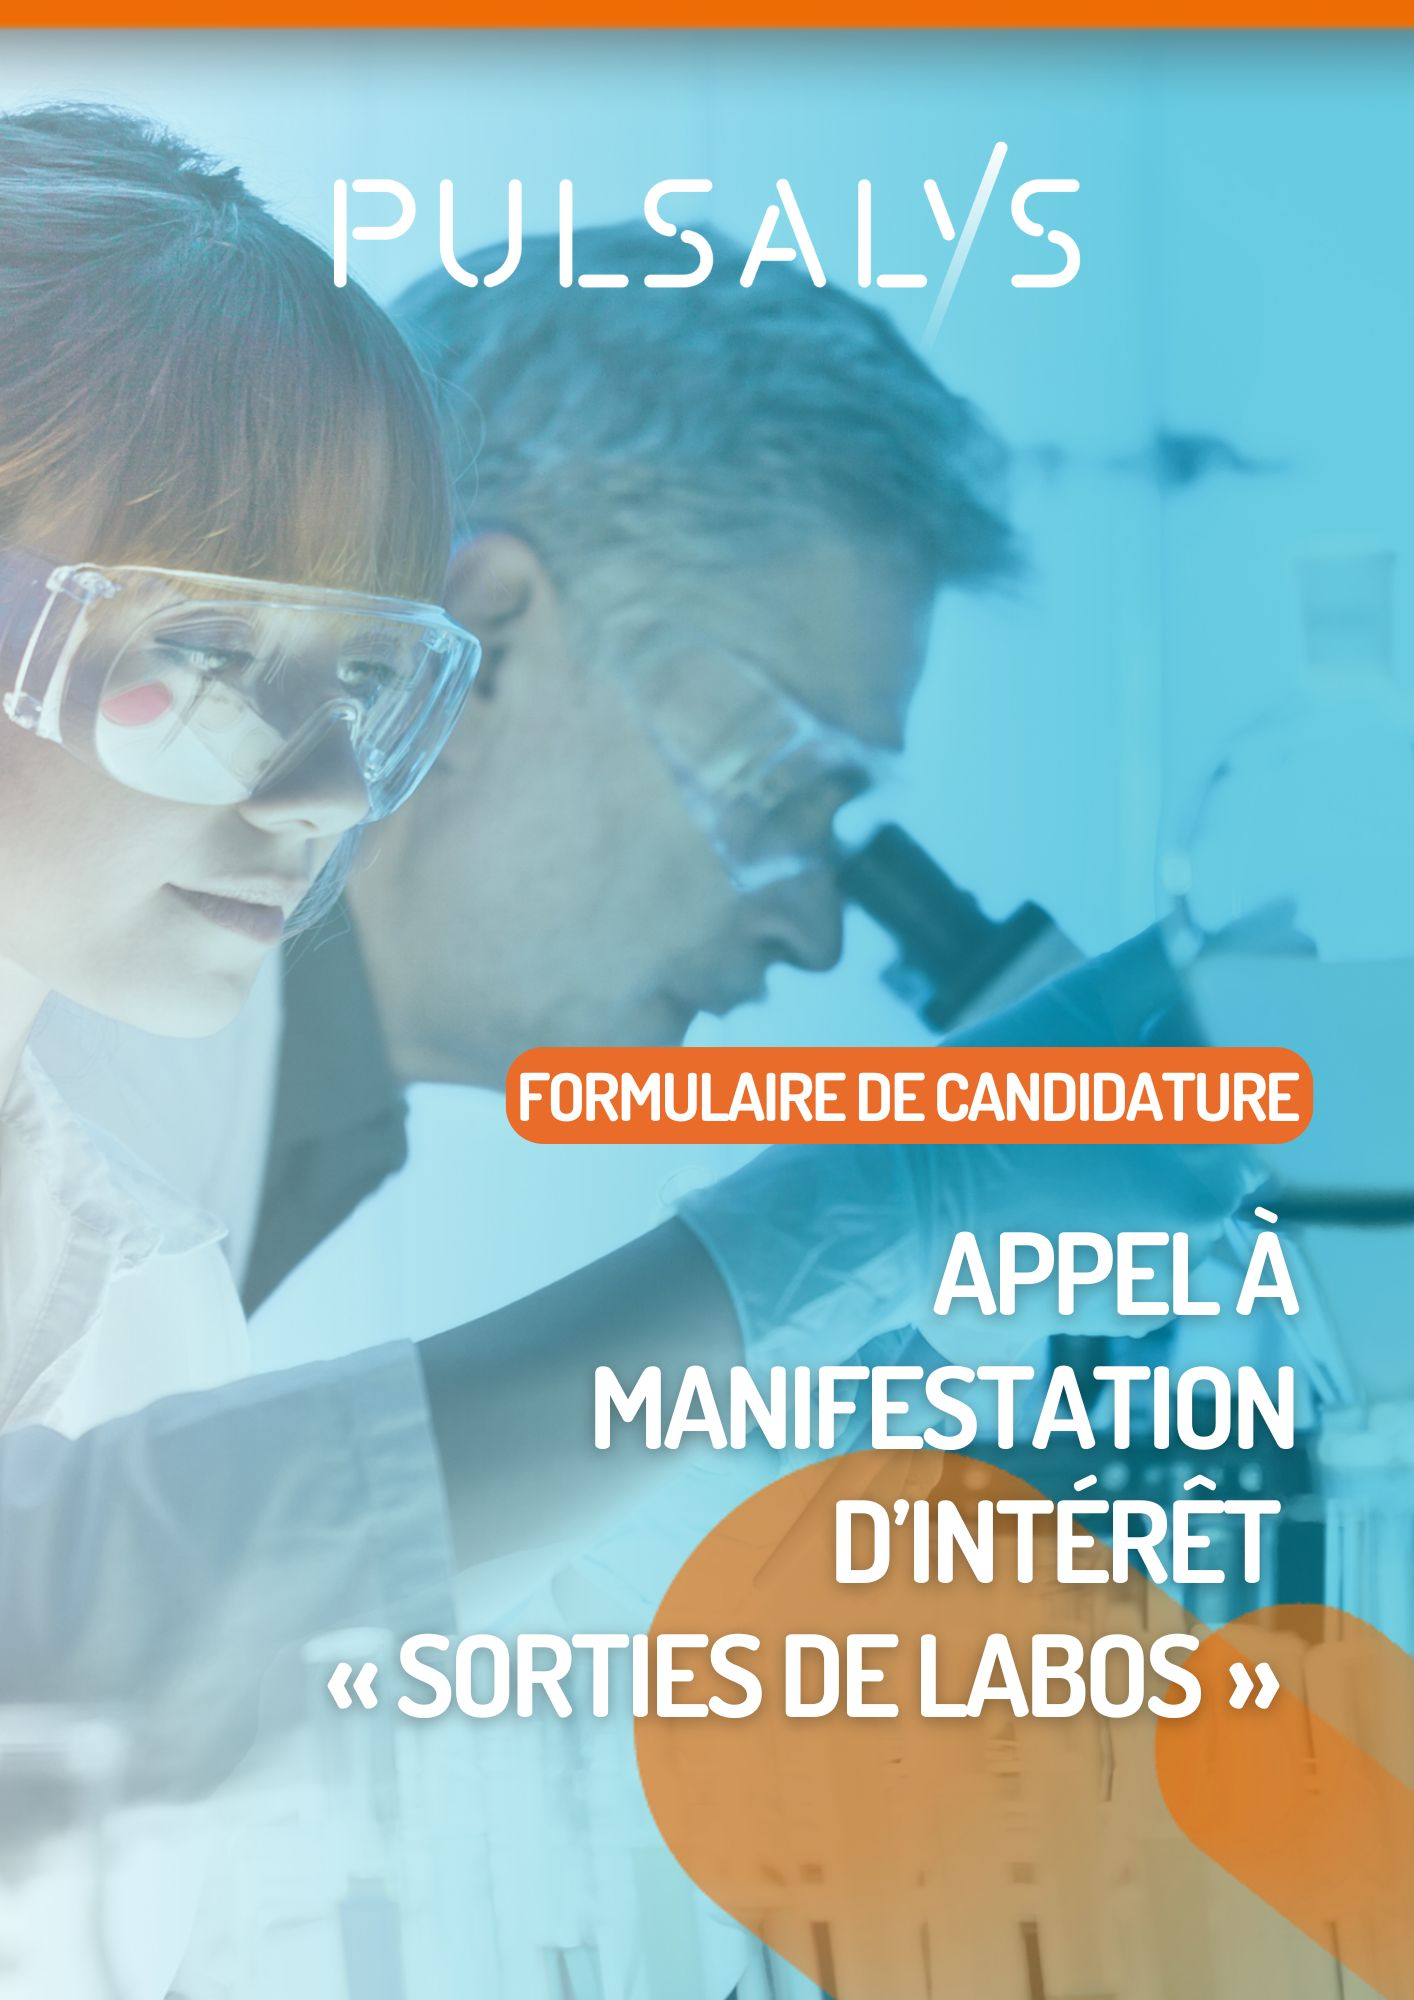 PULSALYS
FORMULAIRE DE CANDIDATURE
APPEL À
MANIFESTATION
D’INTÉRÊT
« SORTIES DE LABOS »